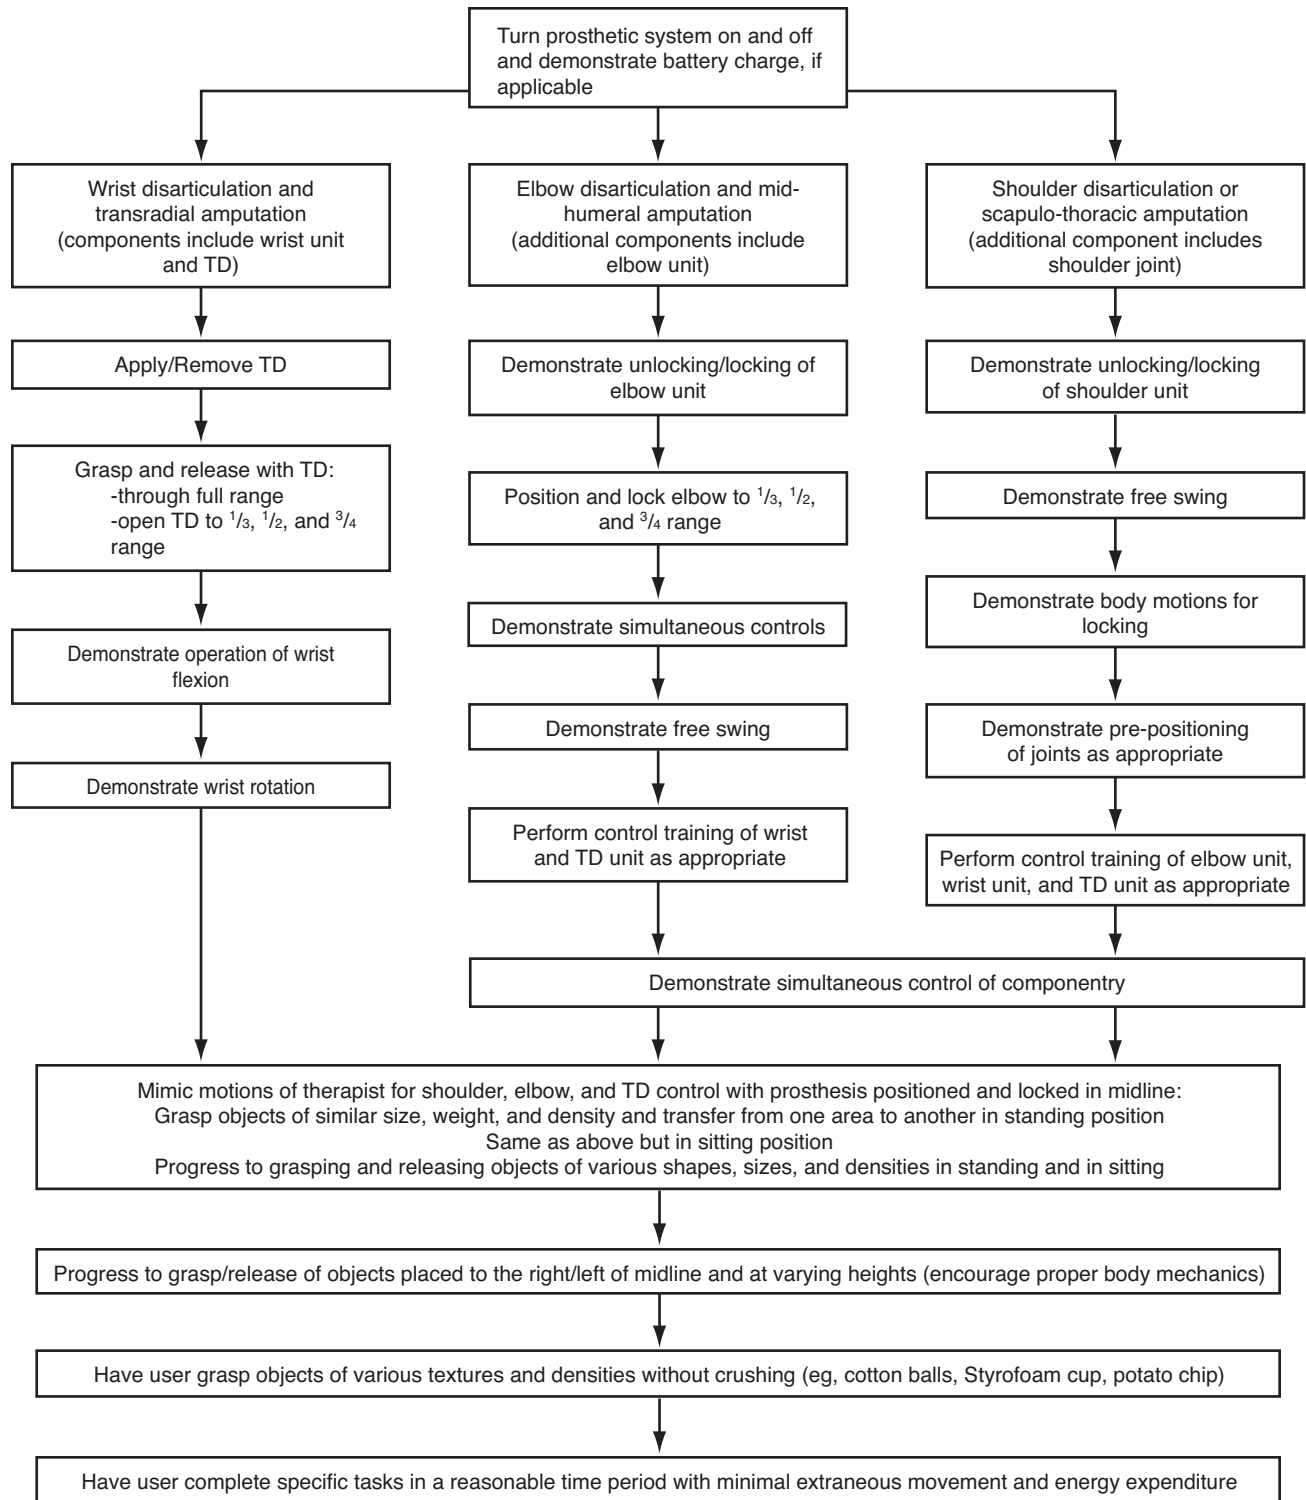 Turn prosthetic system on and off
and demonstrate battery charge, if
applicable
Wrist disarticulation and
transradial amputation
(components include wrist unit
and TD)
Apply/Remove TD
Grasp and release with TD:
-through full range
-open TD to 1/3, 1/2, and 3/4
range
Demonstrate operation of wrist
flexion
Demonstrate wrist rotation
Elbow disarticulation and mid-
humeral amputation
(additional components include
elbow unit)
Demonstrate unlocking/locking of
elbow unit
Position and lock elbow to 1/3, 1/2,
and 3/4 range
Demonstrate simultaneous controls
Demonstrate free swing
Perform control training of wrist
and TD unit as appropriate
Shoulder disarticulation or
scapulo-thoracic amputation
(additional component includes
shoulder joint)
Demonstrate unlocking/locking
of shoulder unit
Demonstrate free swing
Demonstrate body motions for
locking
Demonstrate pre-positioning
of joints as appropriate
Perform control training of elbow unit,
wrist unit, and TD unit as appropriate
Demonstrate simultaneous control of componentry
Mimic motions of therapist for shoulder, elbow, and TD control with prosthesis positioned and locked in midline:
Grasp objects of similar size, weight, and density and transfer from one area to another in standing position
Same as above but in sitting position
Progress to grasping and releasing objects of various shapes, sizes, and densities in standing and in sitting
Progress to grasp/release of objects placed to the right/left of midline and at varying heights (encourage proper body mechanics)
Have user grasp objects of various textures and densities without crushing (eg, cotton balls, Styrofoam cup, potato chip)
Have user complete specific tasks in a reasonable time period with minimal extraneous movement and energy expenditure